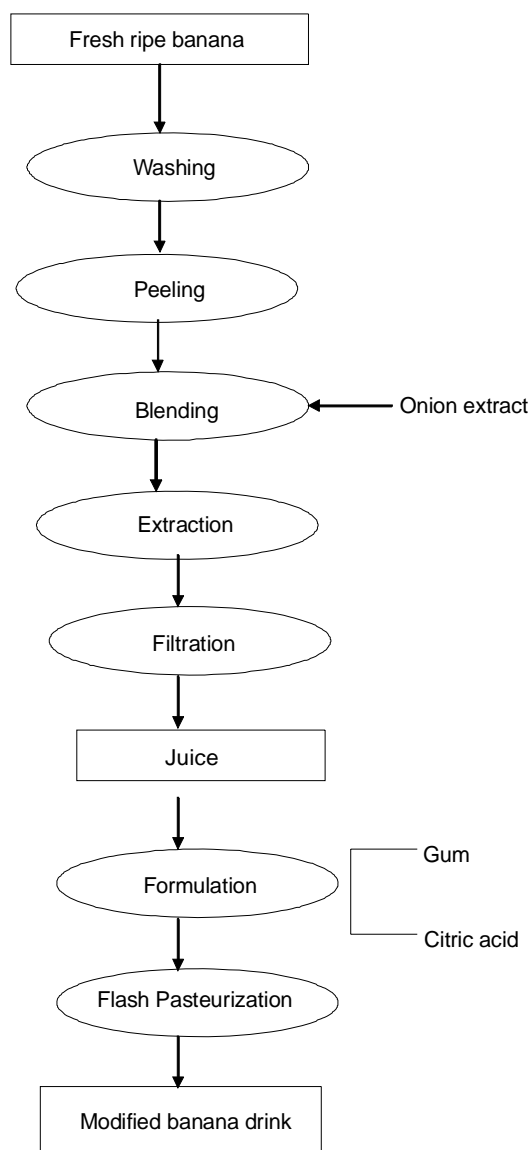 Fresh ripe banana
Washing
Peeling
Blending
Onion extract
Extraction
Filtration
Juice
Formulation
Gum
Citric acid
Flash Pasteurization
Modified banana drink